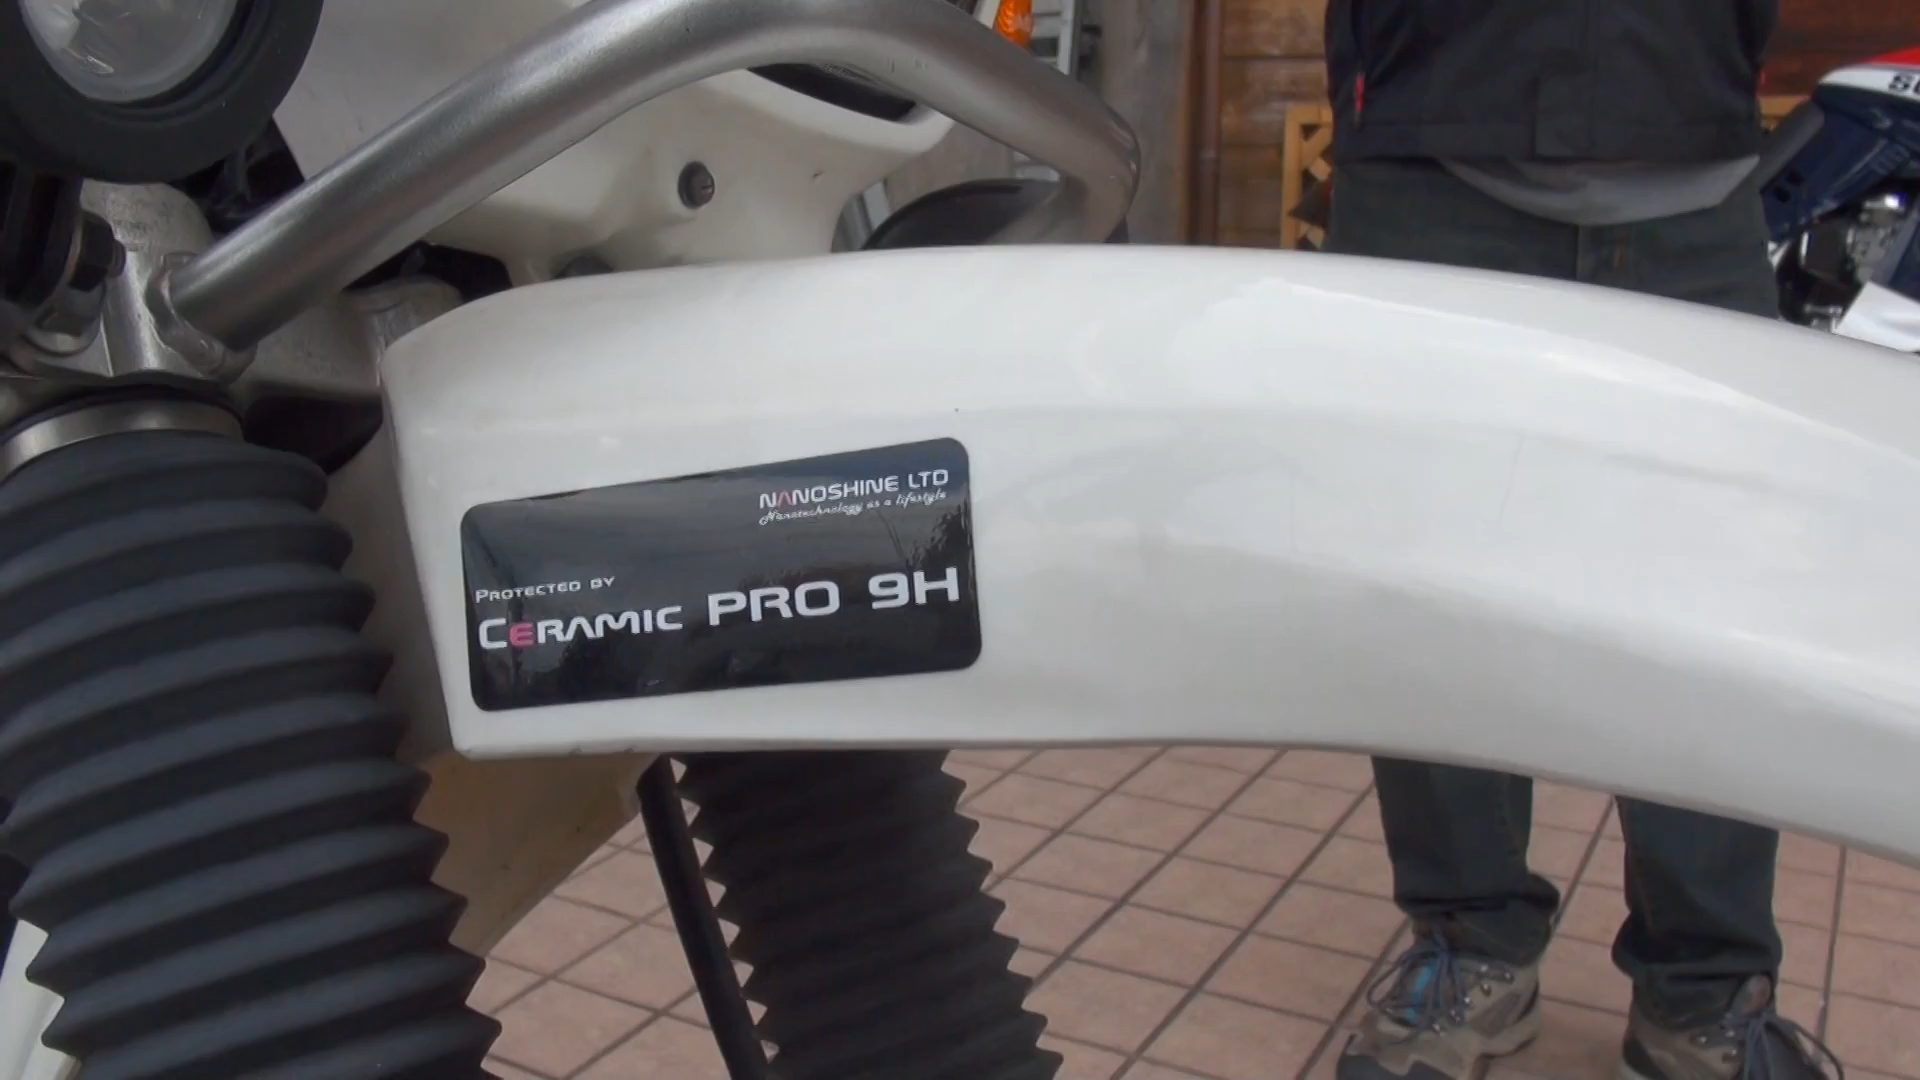 NANOSHINE LTD
Nanotechnology as a lifestyle
PROTECTED BY
CERAMIC PRO 9H